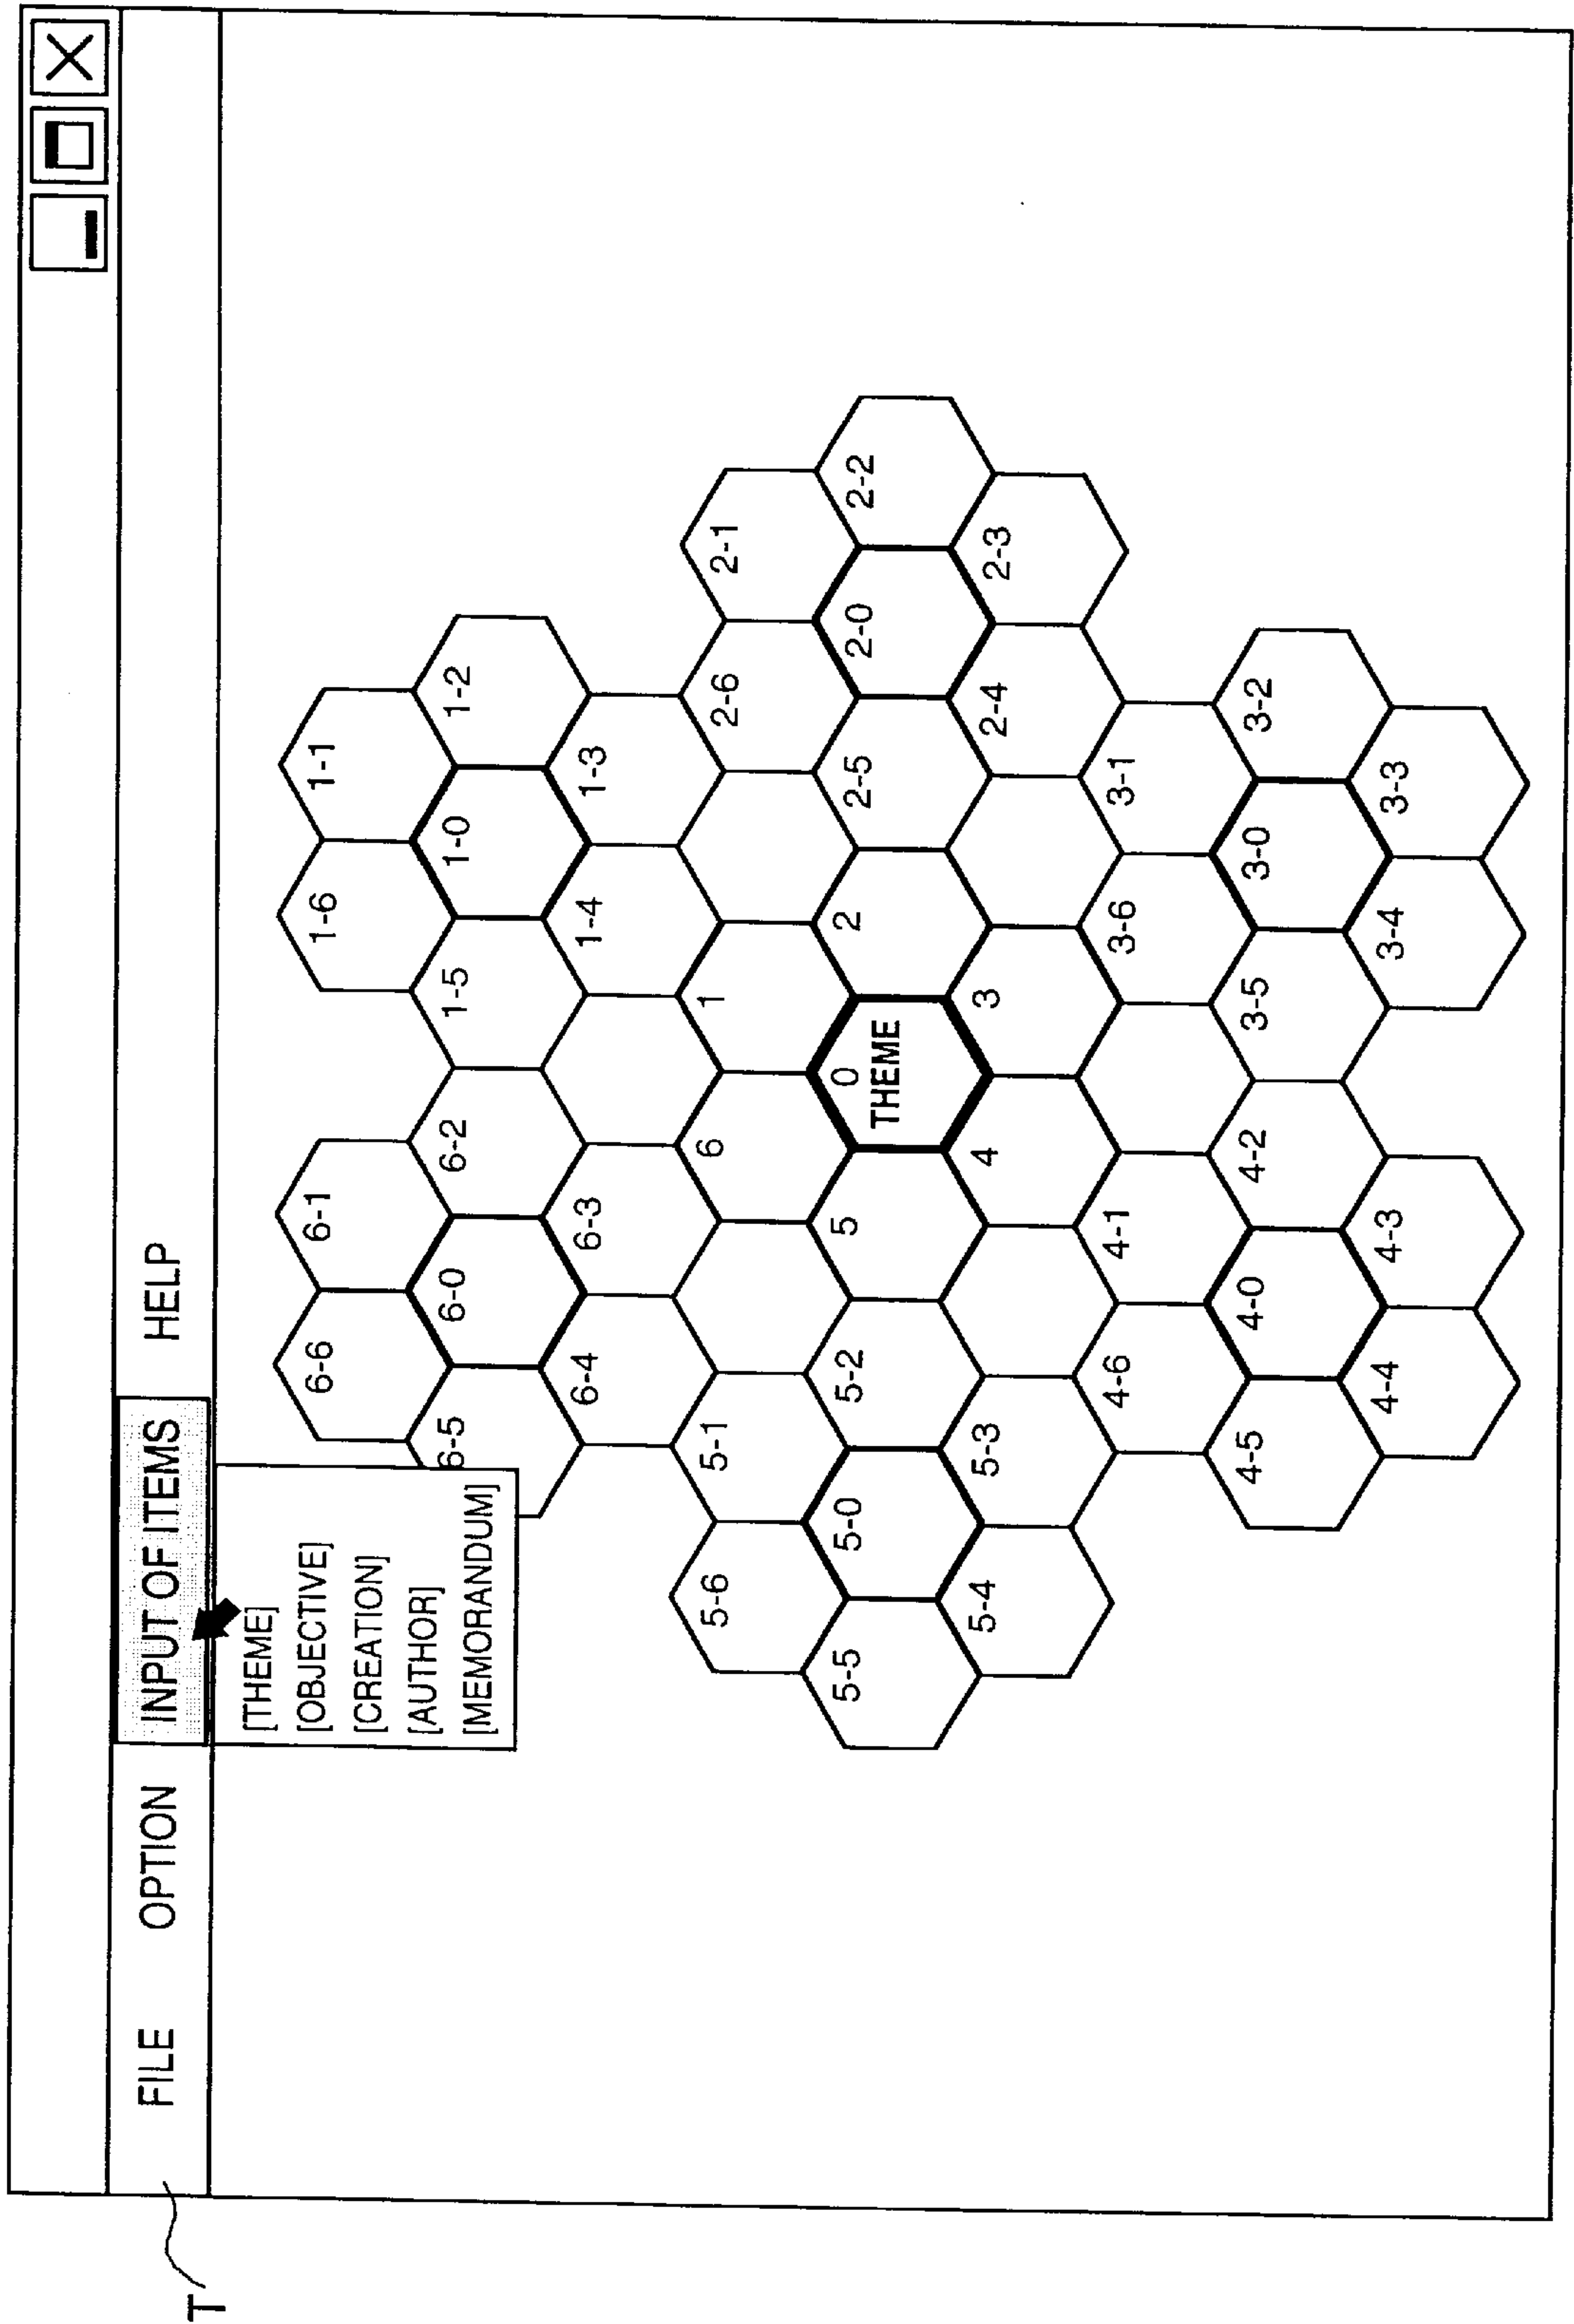 T
FILE OPTION INPUT OF ITEMS HELP
[THEME]
[OBJECTIVE]
[CREATION]
[AUTHOR]
[MEMORANDUM]
6-6 6-1 1-6 1-1
6-5 6-0 6-2 1-5 1-0 1-2
6-4 6-3 1-4 1-3
5-6 5-1 6 1 2-6 2-1
5-5 5-0 5-2 5 0 2 2-5 2-0 2-2
THEME
5-4 5-3 4 3 2-4 2-3
4-6 4-1 3-6 3-1
4-5 4-0 4-2 3-5 3-0 3-2
4-4 4-3 3-4 3-3